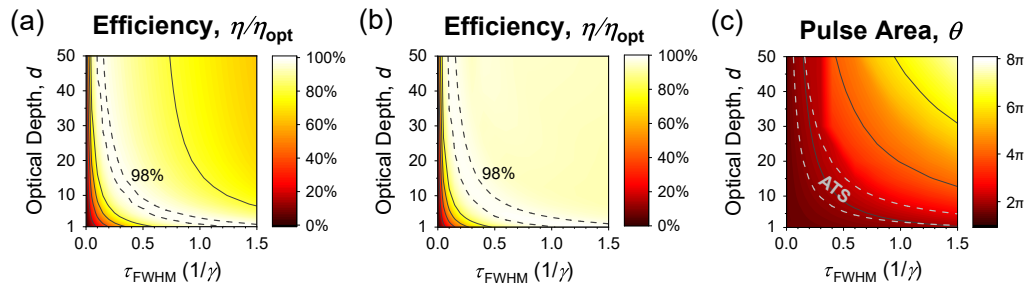 (a)
Efficiency, η/ηopt
Optical Depth, d
50
40
30
20
10
1
98%
0.0 0.5 1.0 1.5
τFWHM (1/γ)
100%
80%
60%
40%
20%
0%
(b)
Efficiency, η/ηopt
50
40
30
20
10
1
98%
0.0 0.5 1.0 1.5
τFWHM (1/γ)
100%
80%
60%
40%
20%
0%
(c)
Pulse Area, θ
Optical Depth, d
50
40
30
20
10
1
ATS
0.0 0.5 1.0 1.5
τFWHM (1/γ)
8π
6π
4π
2π